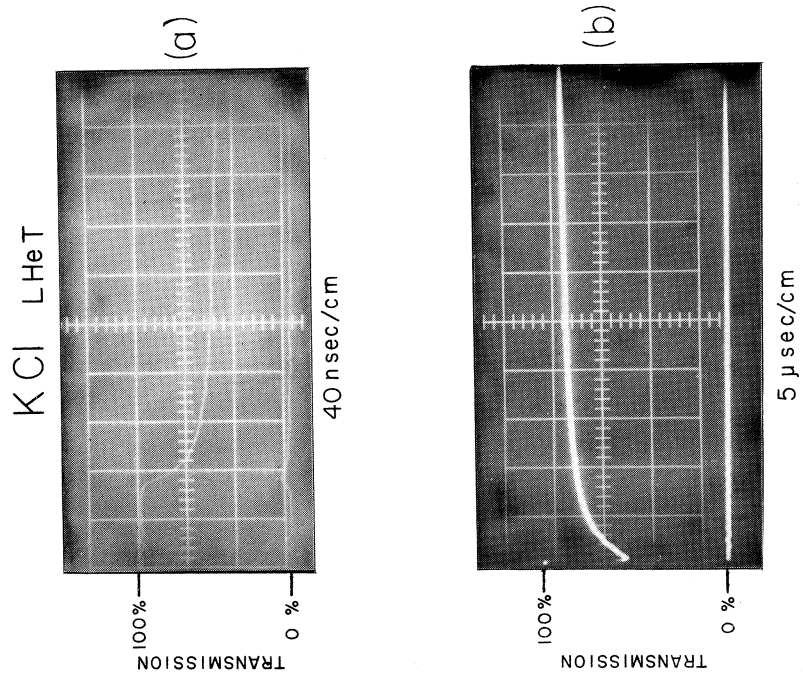 KCl LHeT
(a)
TRANSMISSION
100%
0 %
40 nsec/cm
(b)
TRANSMISSION
100%
0 %
5 μsec/cm